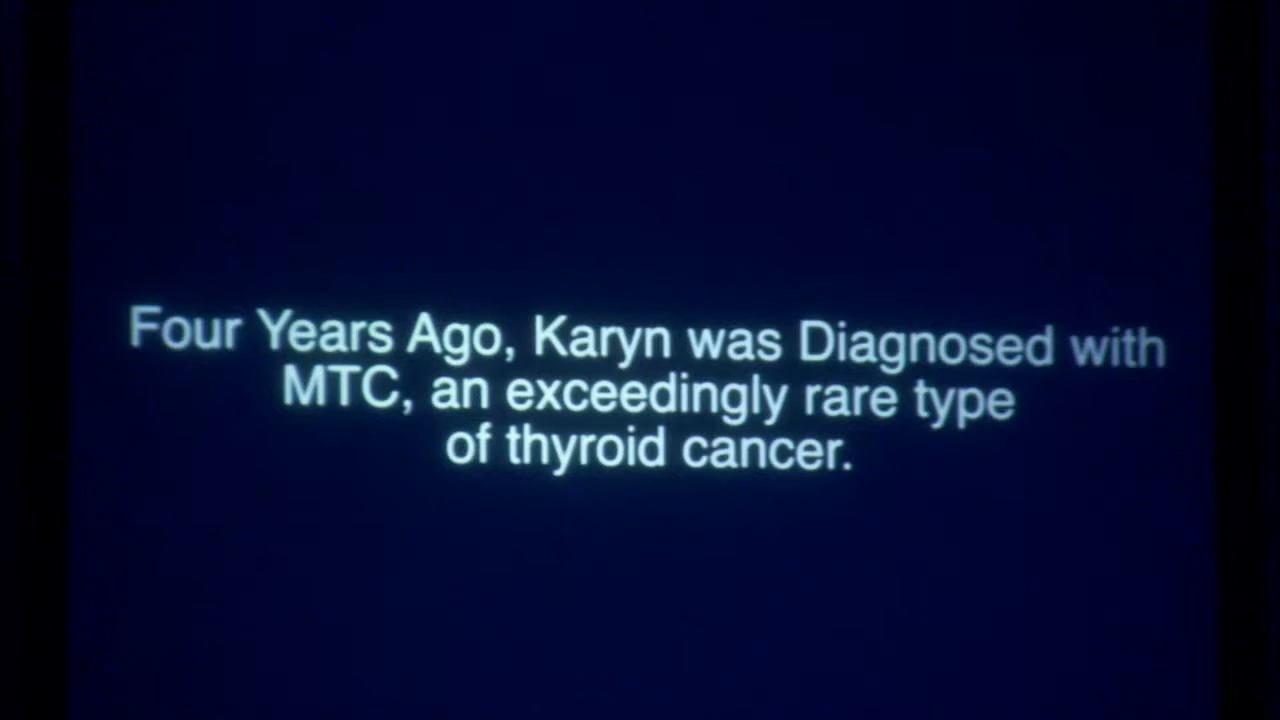 Four Years Ago, Karyn was Diagnosed with
MTC, an exceedingly rare type
of thyroid cancer.